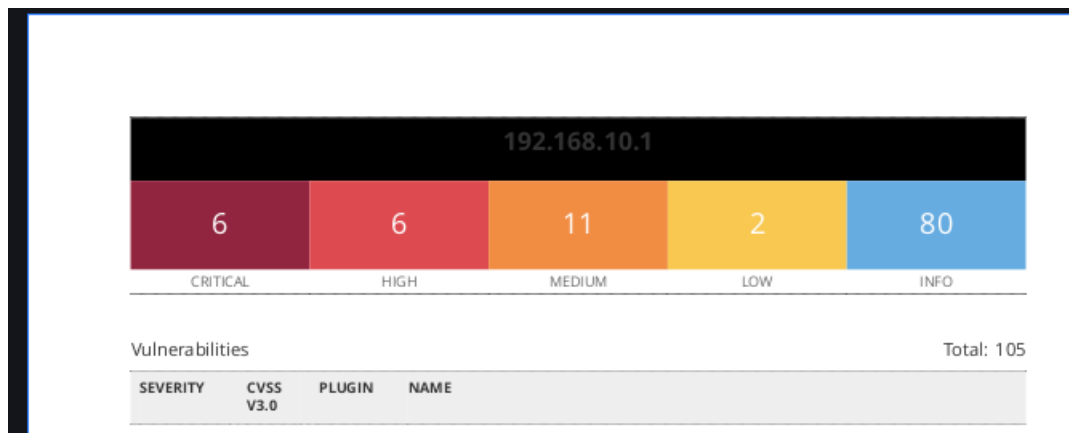 192.168.10.1
6 6 11 2 80
CRITICAL HIGH MEDIUM LOW INFO
Vulnerabilities Total: 105
SEVERITY CVSS PLUGIN NAME
V3.0